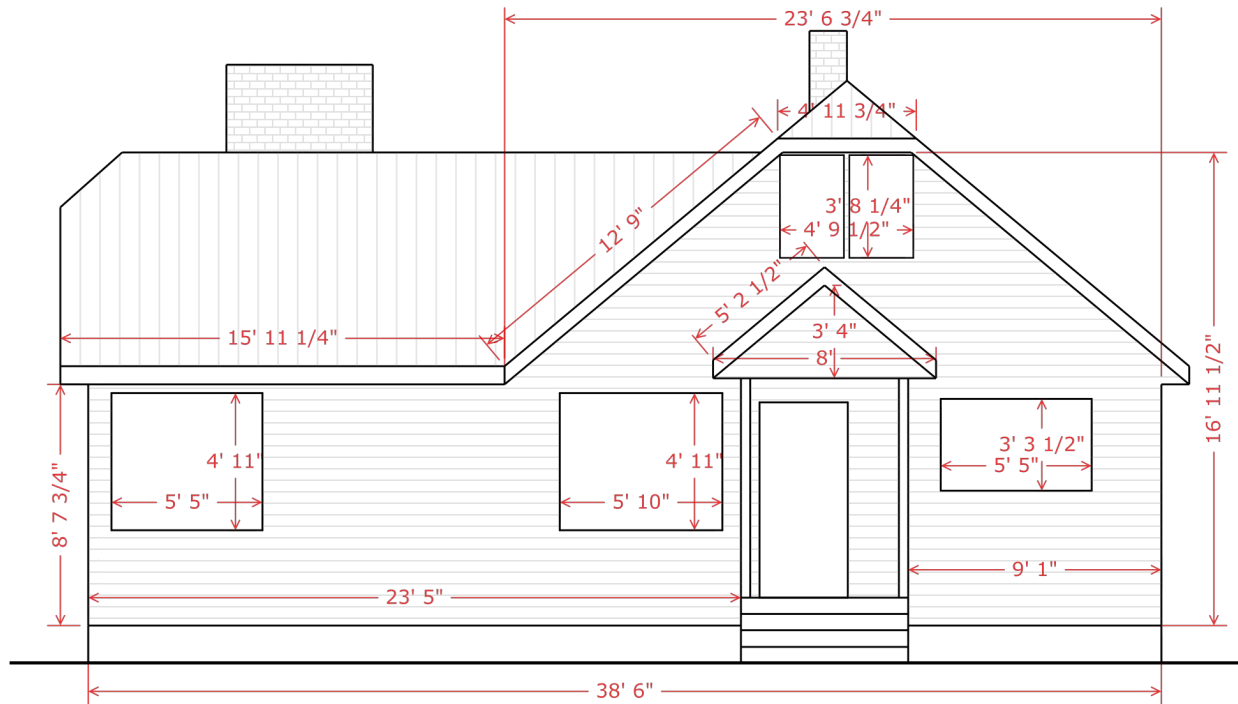 23' 6 3/4"
4' 11 3/4"
12' 9"
3' 8 1/4"
4' 9 1/2"
5' 2 1/2"
15' 11 1/4"
3' 4"
8'
16' 11 1/2"
8' 7 3/4"
4' 11"
5' 5"
4' 11"
5' 10"
3' 3 1/2"
5' 5"
9' 1"
23' 5"
38' 6"